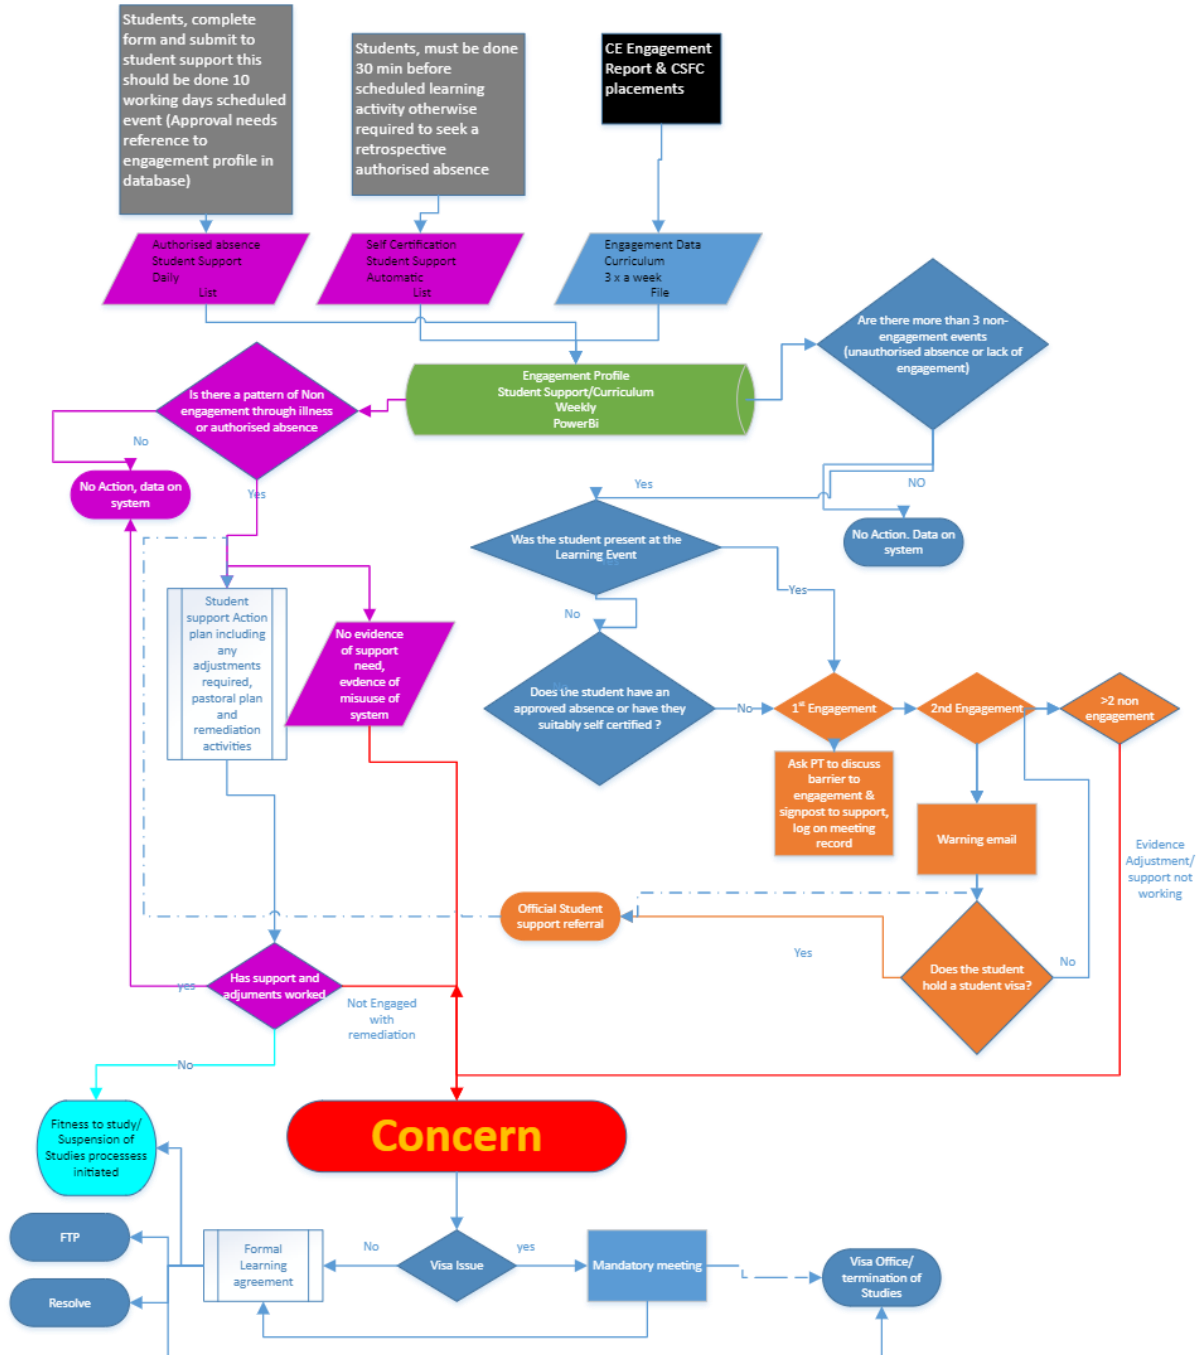 Students, complete
form and submit to
student support this
should be done 10
working days scheduled
event (Approval needs
reference to
engagement profile in
database)
Students, must be done
30 min before
scheduled learning
activity otherwise
required to seek a
retrospective
authorised absence
CE Engagement
Report & CSFC
placements
Authorised absence
Student Support
Daily
List
Self Certification
Student Support
Automatic
List
Engagement Data
Curriculum
3 x a week
File
Are there more than 3 non-
engagement events
(unauthorised absence or lack of
engagement)
Engagement Profile
Student Support/Curriculum
Weekly
PowerBi
Is there a pattern of Non
engagement through illness
or authorised absence
No
No Action, data on
system
Yes
Yes
NO
No Action. Data on
system
Was the student present at the
Learning Event
Yes
No
Yes
Student
support Action
plan including
any
adjustments
required,
pastoral plan
and
remediation
activities
No evidence
of support
need,
evdence of
misuuse of
system
Does the student have an
approved absence or have they
suitably self certified ?
No
No
1st Engagement
2nd Engagement
>2 non
engagement
Ask PT to discuss
barrier to
engagement &
signpost to support,
log on meeting
record
Warning email
Evidence
Adjustment/
support not
working
Official Student
support referral
Yes
No
Does the student
hold a student visa?
Has support and
adjuments worked
yes
Not Engaged
with
remediation
No
Fitness to study/
Suspension of
Studies processess
initiated
Concern
FTP
Resolve
Formal
Learning
agreement
No
Visa Issue
yes
Mandatory meeting
Visa Office/
termination of
Studies